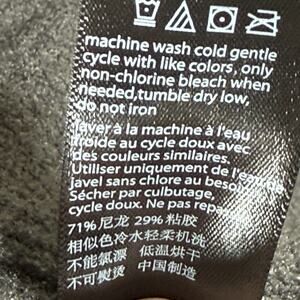 machine wash cold gentle
cycle with like colors, only
non-chlorine bleach when
needed,tumble dry low,
do not iron
laver à la machine à l'eau
froide au cycle doux avec
des couleurs similaires.
Utiliser uniquement de l'eau de
Javel sans chlore au besoin
Sécher par culbutage
cycle doux. Ne pas repasser
71%尼龙 29%粘胶
相似色冷水轻柔机洗
不能氯漂 低温烘干
不可熨烫 中国制造